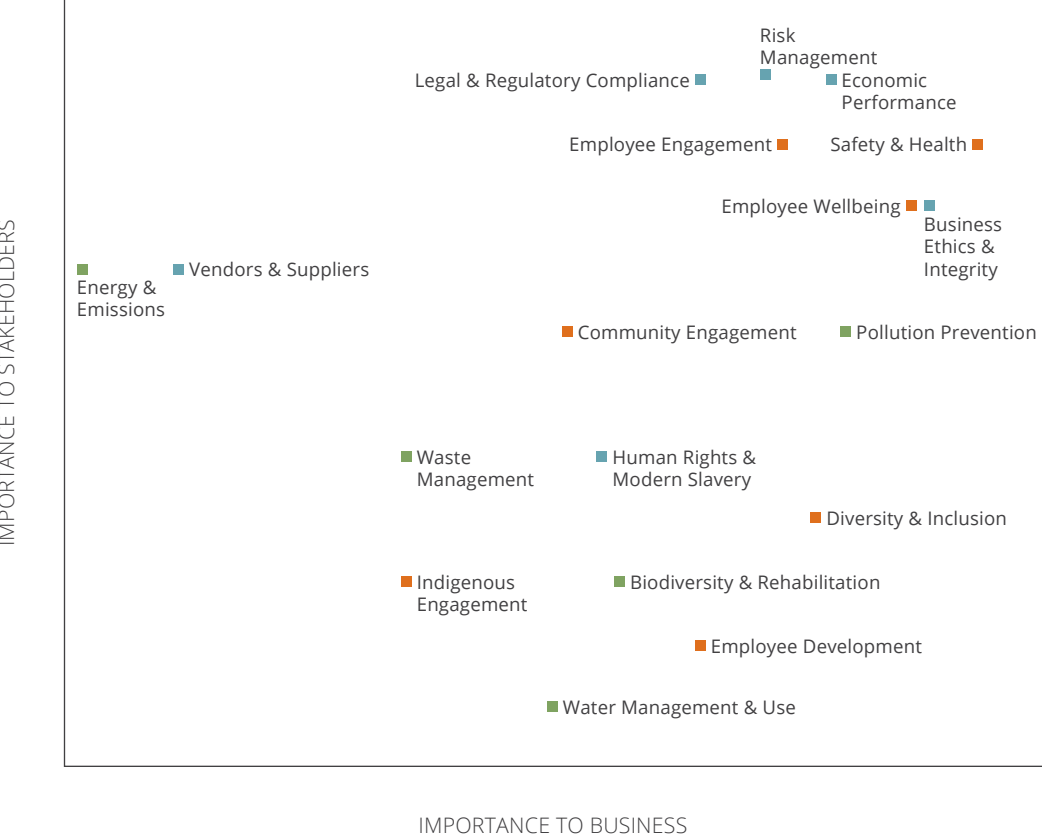 Risk
Management
Legal & Regulatory Compliance
Economic
Performance
Employee Engagement
Safety & Health
Employee Wellbeing
Business
Ethics &
Integrity
Energy &
Emissions
Vendors & Suppliers
Community Engagement
Pollution Prevention
Waste
Management
Human Rights &
Modern Slavery
Diversity & Inclusion
Indigenous
Engagement
Biodiversity & Rehabilitation
Employee Development
Water Management & Use
IMPORTANCE TO STAKEHOLDERS
IMPORTANCE TO BUSINESS